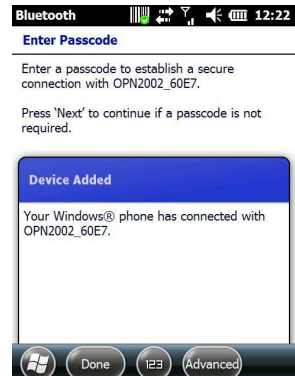 Bluetooth 12:22
Enter Passcode
Enter a passcode to establish a secure
connection with OPN2002_60E7.
Press 'Next' to continue if a passcode is not
required.
Device Added
Your Windows® phone has connected with
OPN2002_60E7.
Done 123 Advanced